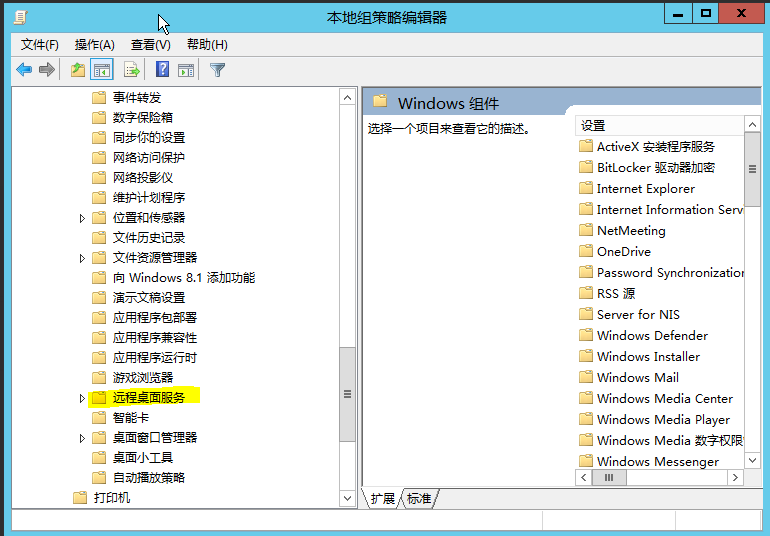 本地组策略编辑器
文件(F) 操作(A) 查看(V) 帮助(H)
事件转发
数字保险箱
同步你的设置
网络访问保护
网络投影仪
维护计划程序
位置和传感器
文件历史记录
文件资源管理器
向 Windows 8.1 添加功能
演示文稿设置
应用程序包部署
应用程序兼容性
应用程序运行时
游戏浏览器
远程桌面服务
智能卡
桌面窗口管理器
桌面小工具
自动播放策略
打印机
Windows 组件
选择一个项目来查看它的描述。
设置
ActiveX 安装程序服务
BitLocker 驱动器加密
Internet Explorer
Internet Information Serv
NetMeeting
OneDrive
Password Synchronization
RSS 源
Server for NIS
Windows Defender
Windows Installer
Windows Mail
Windows Media Center
Windows Media Player
Windows Media 数字权限
Windows Messenger
扩展 标准